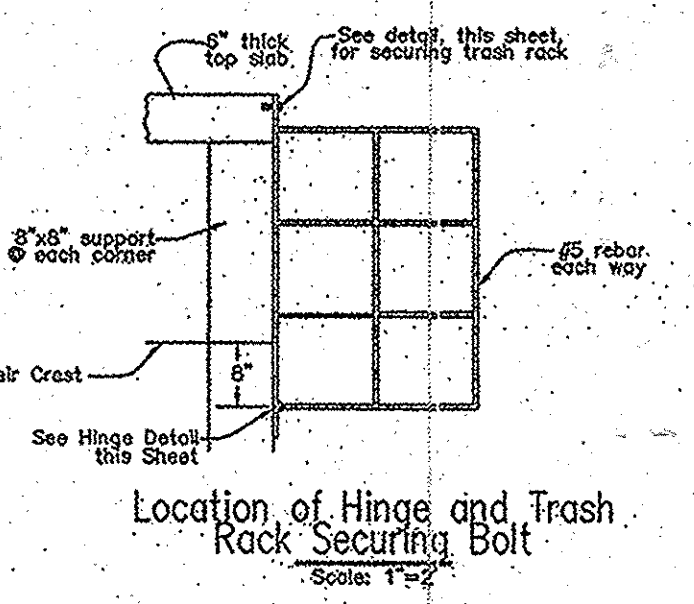 6" thick
top slab
See detail, this sheet,
for securing trash rack
8"x8" support
@ each corner
#5 rebar
each way
eir Crest
8"
See Hinge Detail
this Sheet
Location of Hinge and Trash
Rack Securing Bolt
Scale: 1"=2'